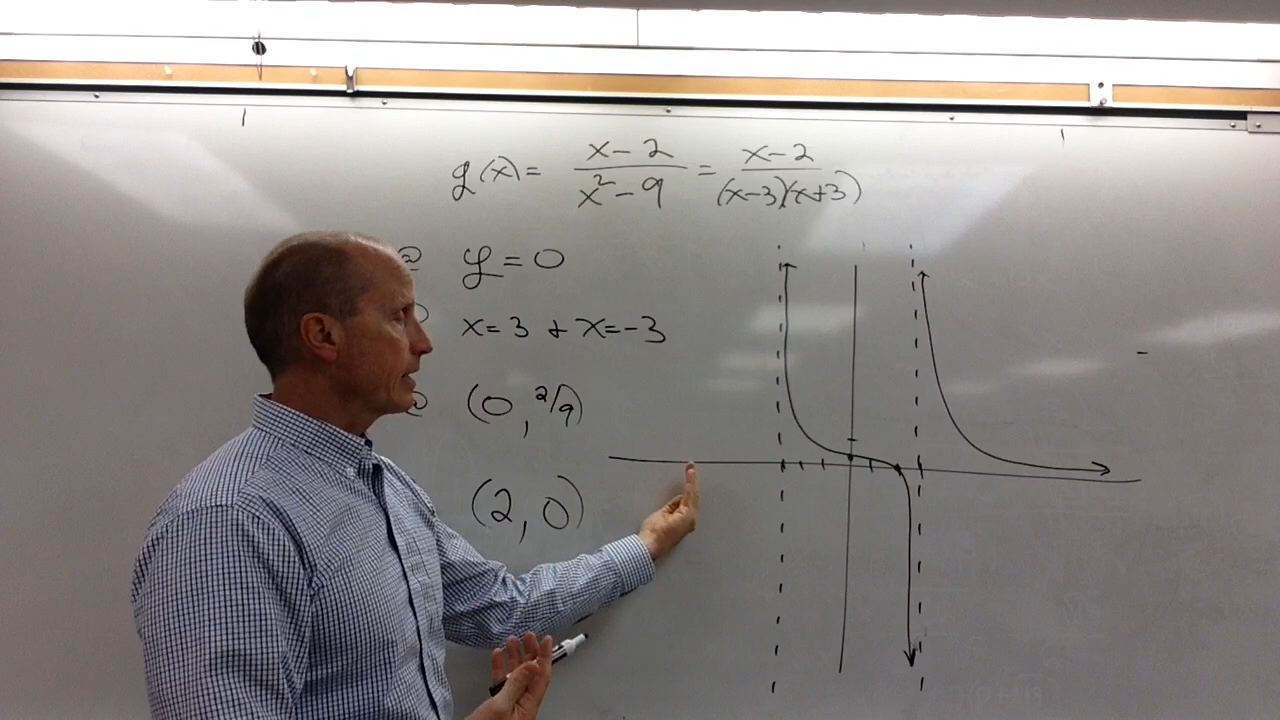 g(x) = x-2 / x²-9 = x-2 / (x-3)(x+3)
@ y=0
x=3 + x=-3
@ (0, 2/9)
(2, 0)